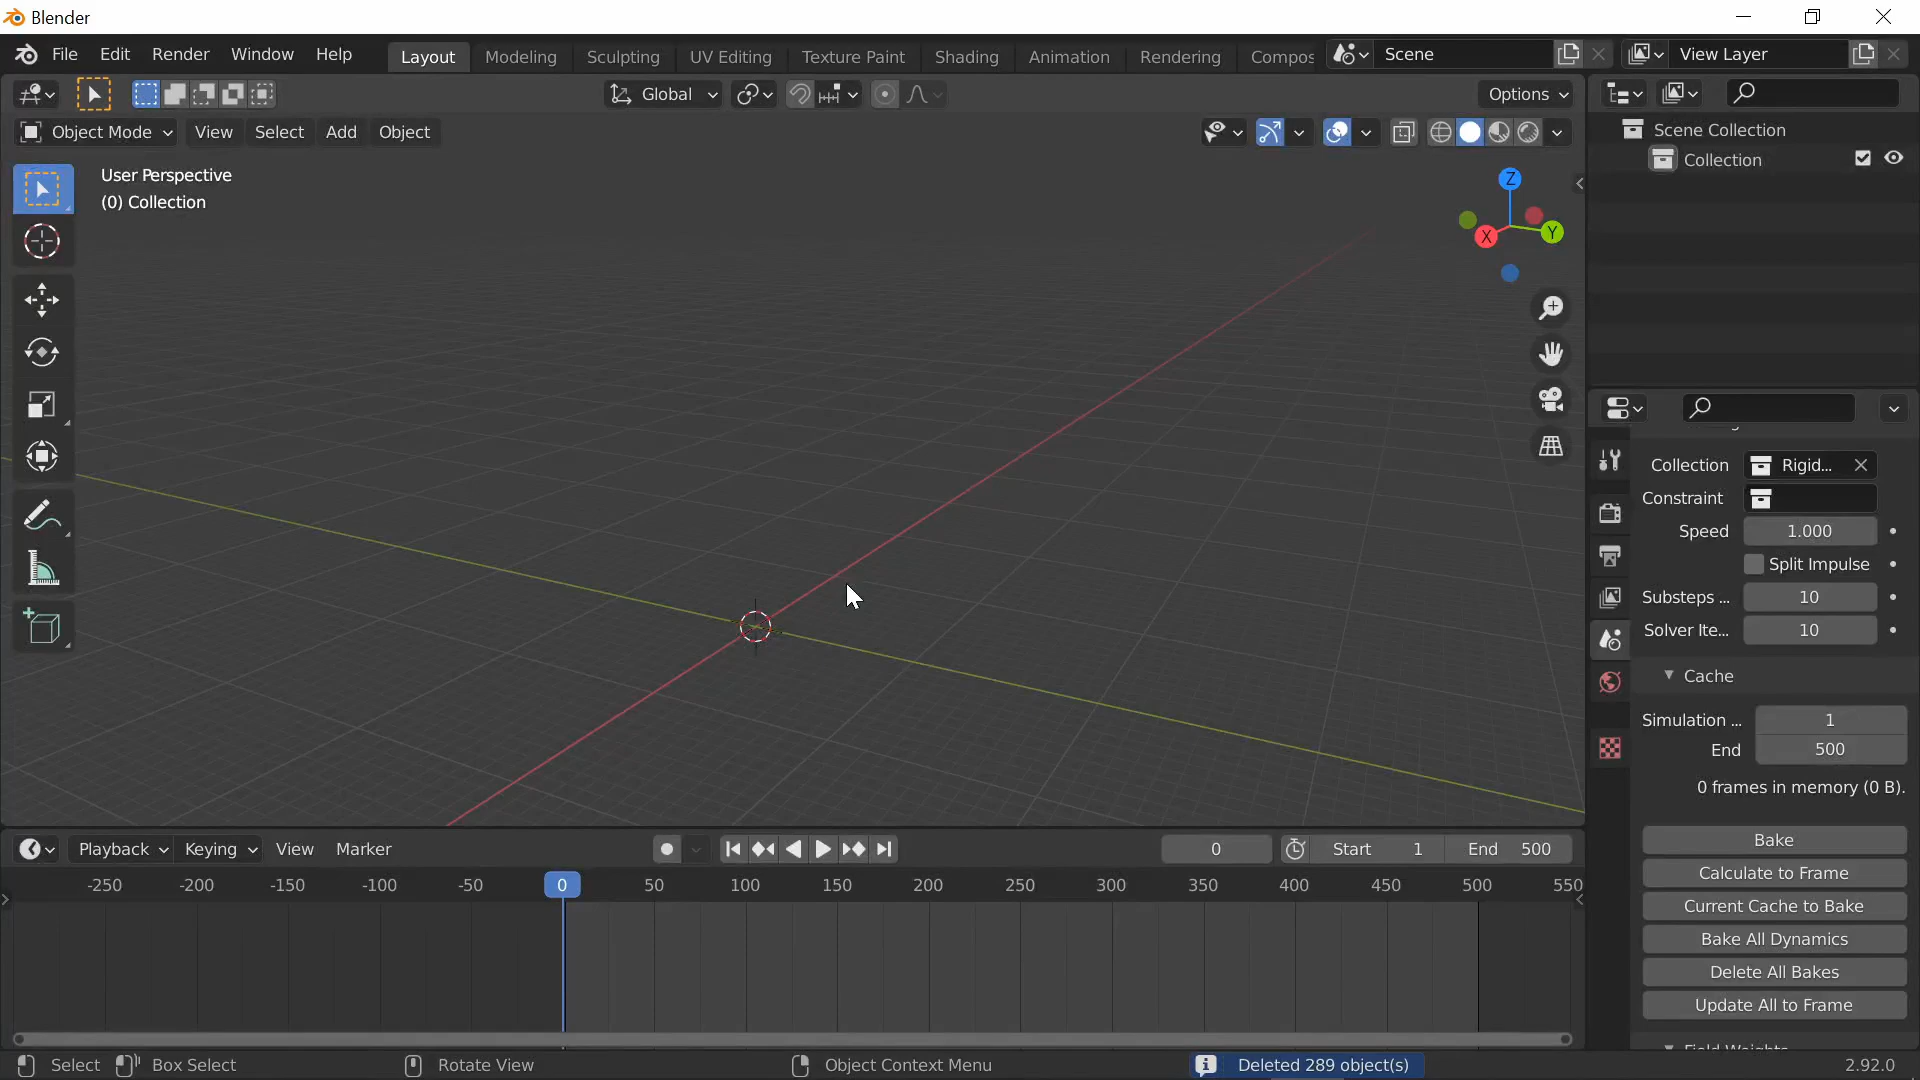 Blender
File Edit Render Window Help Layout Modeling Sculpting UV Editing Texture Paint Shading Animation Rendering Compos Scene View Layer
Global Options
Object Mode View Select Add Object
User Perspective
(0) Collection
Z
X
Y
Scene Collection
Collection
Collection Rigid...
Constraint
Speed 1.000
Split Impulse
Substeps ... 10
Solver Ite... 10
Cache
Simulation ... 1
End 500
0 frames in memory (0 B).
Bake
Calculate to Frame
Current Cache to Bake
Bake All Dynamics
Delete All Bakes
Update All to Frame
Playback Keying View Marker 0 Start 1 End 500
-250 -200 -150 -100 -50 0 50 100 150 200 250 300 350 400 450 500 550
Select Box Select Rotate View Object Context Menu Deleted 289 object(s) 2.92.0